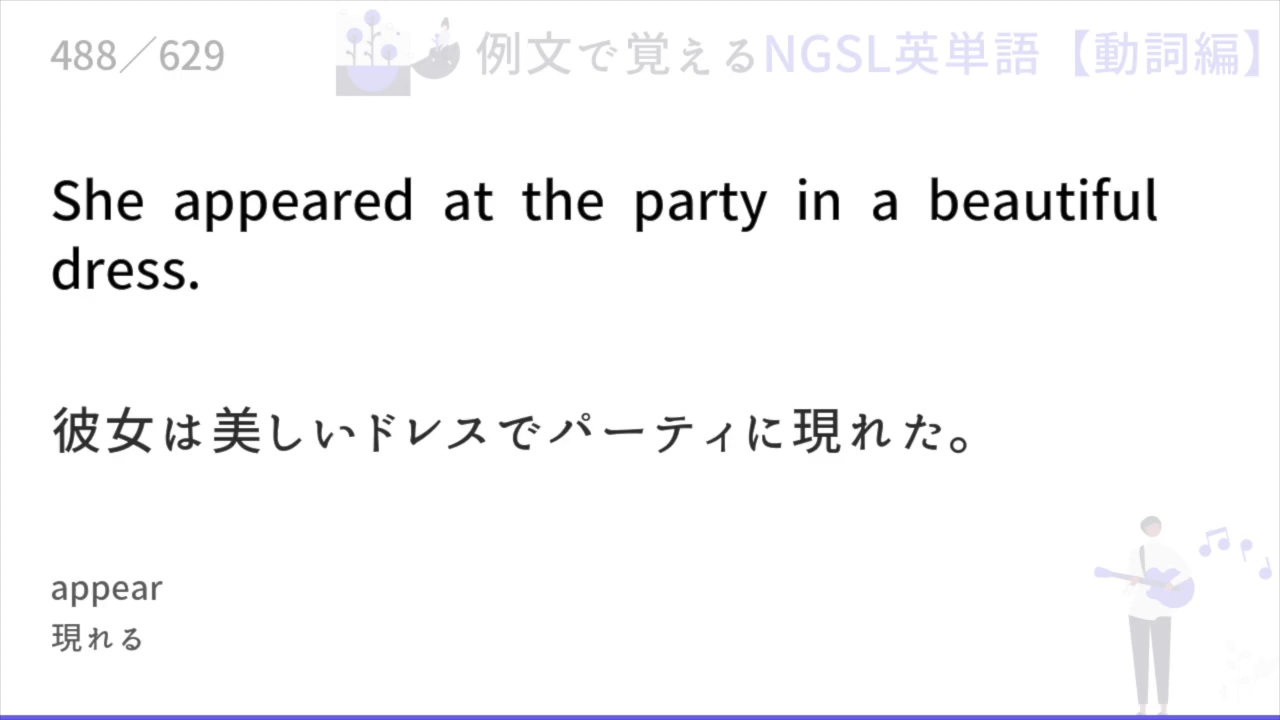 488／629
例文で覚えるNGSL英単語【動詞編】
She appeared at the party in a beautiful
dress.
彼女は美しいドレスでパーティに現れた。
appear
現れる